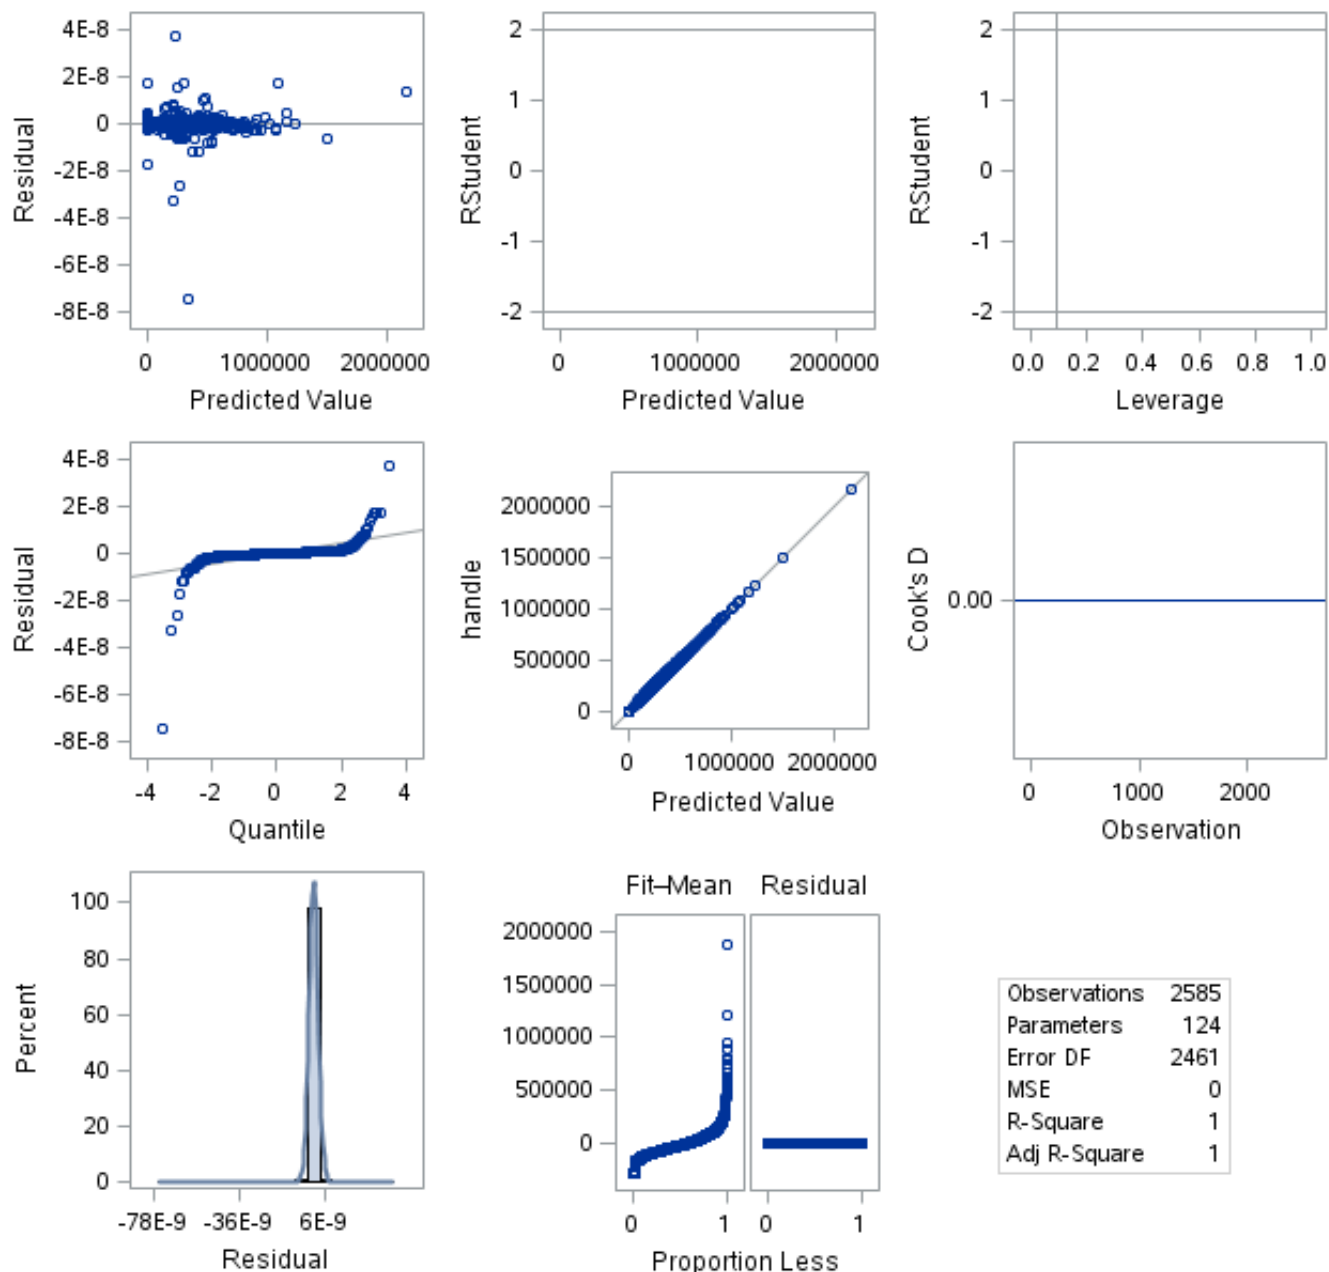 4E-8
2E-8
0
-2E-8
-4E-8
-6E-8
-8E-8
Residual
0 1000000 2000000
Predicted Value
2
1
0
-1
-2
RStudent
0 1000000 2000000
Predicted Value
2
1
0
-1
-2
RStudent
0.0 0.2 0.4 0.6 0.8 1.0
Leverage
4E-8
2E-8
0
-2E-8
-4E-8
-6E-8
-8E-8
Residual
-4 -2 0 2 4
Quantile
2000000
1500000
1000000
500000
0
handle
0 1000000 2000000
Predicted Value
0.00
Cook's D
0 1000 2000
Observation
100
80
60
40
20
0
Percent
-78E-9 -36E-9 6E-9
Residual
Fit–Mean Residual
2000000
1500000
1000000
500000
0
0 1 0 1
Proportion Less
Observations 2585
Parameters 124
Error DF 2461
MSE 0
R-Square 1
Adj R-Square 1